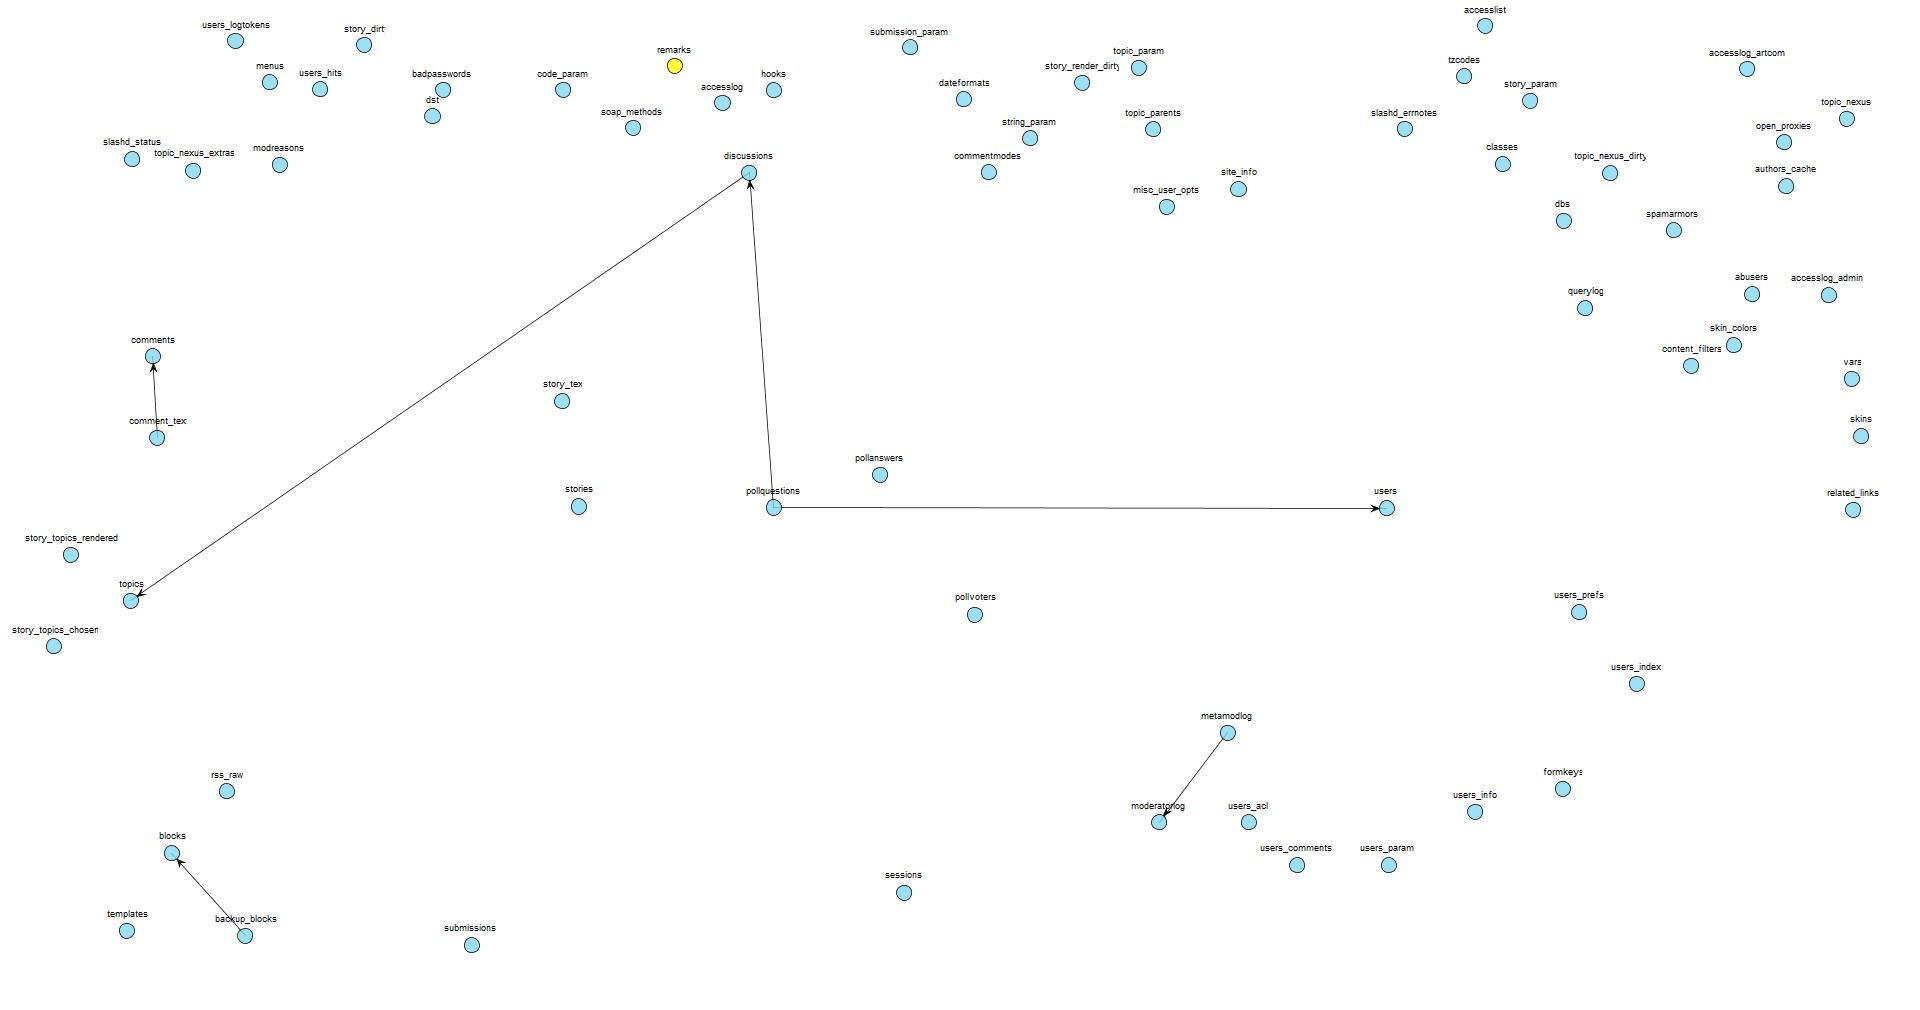 accesslist
users_logtokens
story_dirt
submission_param
remarks
topic_param
accesslog_artcom
tzcodes
menus
users_hits
badpasswords
code_param
hooks
story_render_dirty
dateformats
story_param
accesslog
dst
topic_nexus
soap_methods
topic_parents
slashd_errnotes
string_param
open_proxies
slashd_status
topic_nexus_extras
modreasons
discussions
commentmodes
classes
topic_nexus_dirty
authors_cache
site_info
misc_user_opts
dbs
spamarmors
abusers
accesslog_admin
querylog
skin_colors
comments
content_filters
vars
story_tex
comment_tex
skins
pollanswers
stories
pollquestions
users
related_links
story_topics_rendered
topics
pollvoters
users_prefs
story_topics_chosen
users_index
metamodlog
rss_raw
formkeys
users_info
moderatorlog
users_acl
blocks
users_comments
users_param
sessions
templates
backup_blocks
submissions